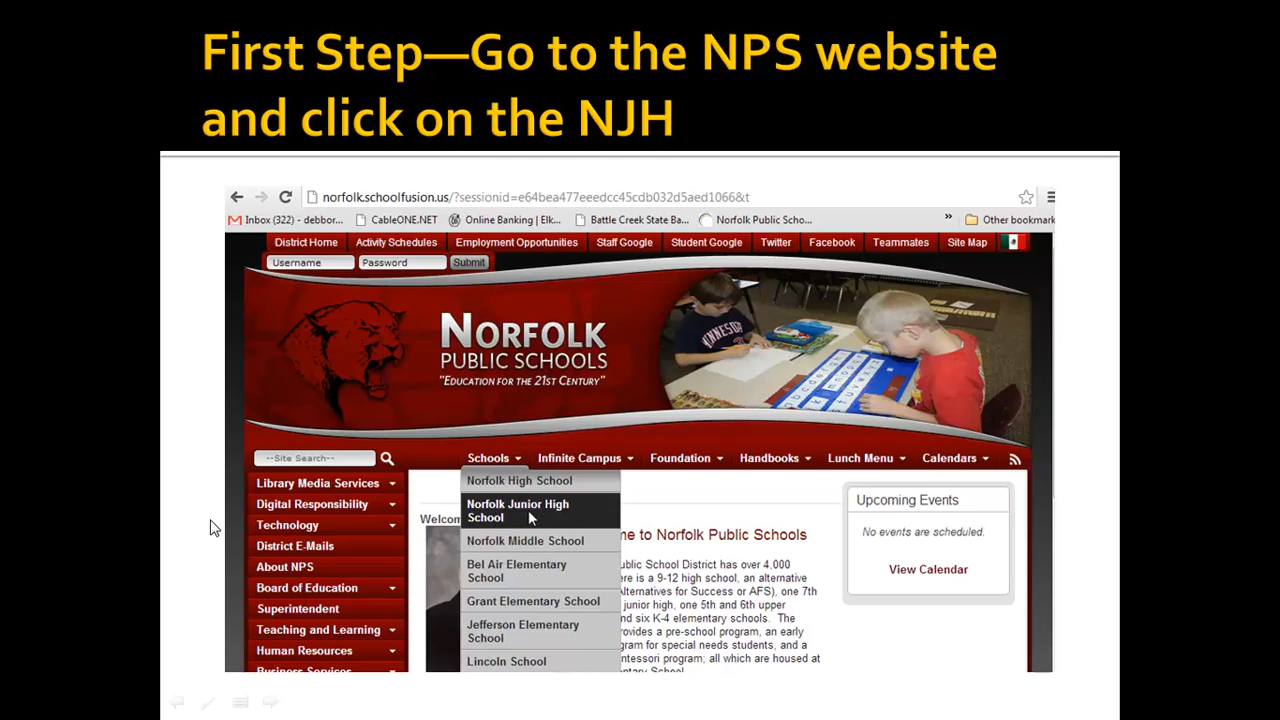 First Step—Go to the NPS website
and click on the NJH
norfolk.schoolfusion.us/?sessionid=e64bea477eeedcc45cdb032d5aed1066&t
Inbox (322) - debbor... CableONE.NET Online Banking | Elk... Battle Creek State Ba... Norfolk Public Scho... » Other bookmark
District Home Activity Schedules Employment Opportunities Staff Google Student Google Twitter Facebook Teammates Site Map
Username Password Submit
MINNESOTA
NORFOLK
PUBLIC SCHOOLS
"EDUCATION FOR THE 21ST CENTURY"
--Site Search-- Schools Infinite Campus Foundation Handbooks Lunch Menu Calendars
Library Media Services
Digital Responsibility
Technology
District E-Mails
About NPS
Board of Education
Superintendent
Teaching and Learning
Human Resources
Business Services
Norfolk High School
Norfolk Junior High
School
Norfolk Middle School
Bel Air Elementary
School
Grant Elementary School
Jefferson Elementary
School
Lincoln School
Welcom
me to Norfolk Public Schools
ublic School District has over 4,000
ere is a 9-12 high school, an alternative
Alternatives for Success or AFS), one 7th
junior high, one 5th and 6th upper
nd six K-4 elementary schools. The
rovides a pre-school program, an early
gram for special needs students, and a
ntessori program; all which are housed at
entary School.
Upcoming Events
No events are scheduled.
View Calendar